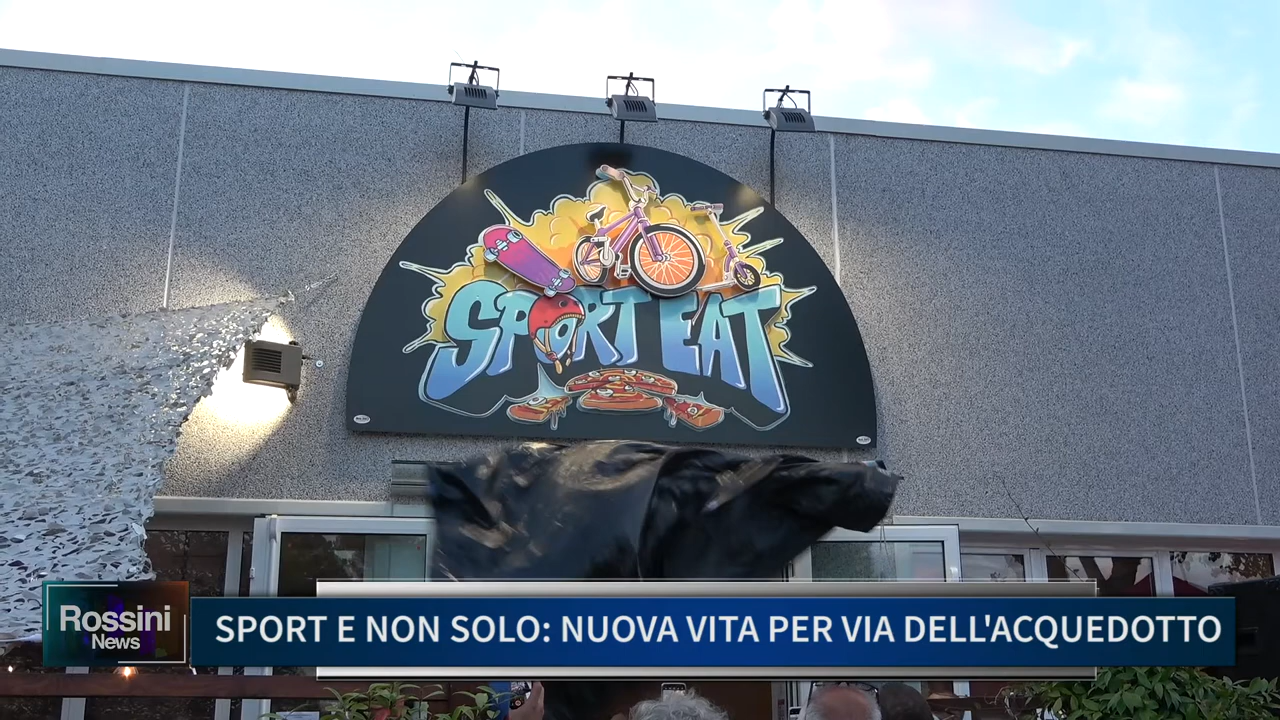 SPORT EAT
Rossini
News
SPORT E NON SOLO: NUOVA VITA PER VIA DELL'ACQUEDOTTO